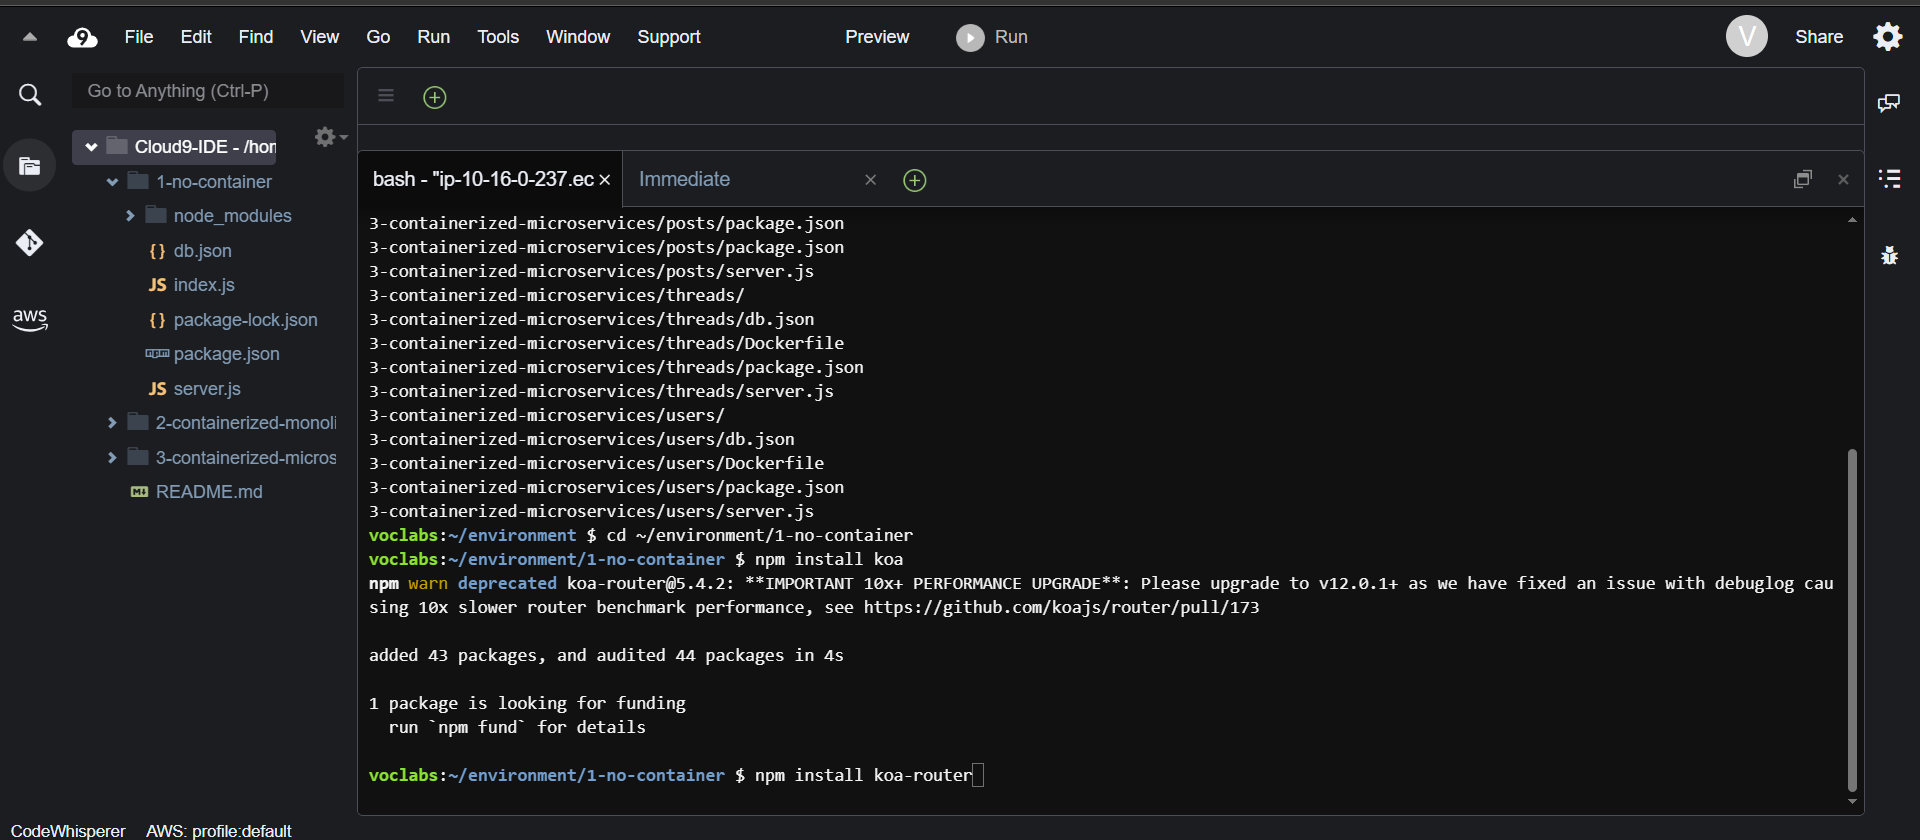 9 File Edit Find View Go Run Tools Window Support Preview Run V Share
Go to Anything (Ctrl-P)
Cloud9-IDE - /hor
1-no-container
node_modules
{} db.json
JS index.js
{} package-lock.json
package.json
JS server.js
2-containerized-monoli
3-containerized-micros
M README.md
aws
bash - "ip-10-16-0-237.ec × Immediate ×
3-containerized-microservices/posts/package.json
3-containerized-microservices/posts/package.json
3-containerized-microservices/posts/server.js
3-containerized-microservices/threads/
3-containerized-microservices/threads/db.json
3-containerized-microservices/threads/Dockerfile
3-containerized-microservices/threads/package.json
3-containerized-microservices/threads/server.js
3-containerized-microservices/users/
3-containerized-microservices/users/db.json
3-containerized-microservices/users/Dockerfile
3-containerized-microservices/users/package.json
3-containerized-microservices/users/server.js
voclabs:~/environment $ cd ~/environment/1-no-container
voclabs:~/environment/1-no-container $ npm install koa
npm warn deprecated koa-router@5.4.2: **IMPORTANT 10x+ PERFORMANCE UPGRADE**: Please upgrade to v12.0.1+ as we have fixed an issue with debuglog cau
sing 10x slower router benchmark performance, see https://github.com/koajs/router/pull/173
added 43 packages, and audited 44 packages in 4s
1 package is looking for funding
run `npm fund` for details
voclabs:~/environment/1-no-container $ npm install koa-router
CodeWhisperer AWS: profile:default